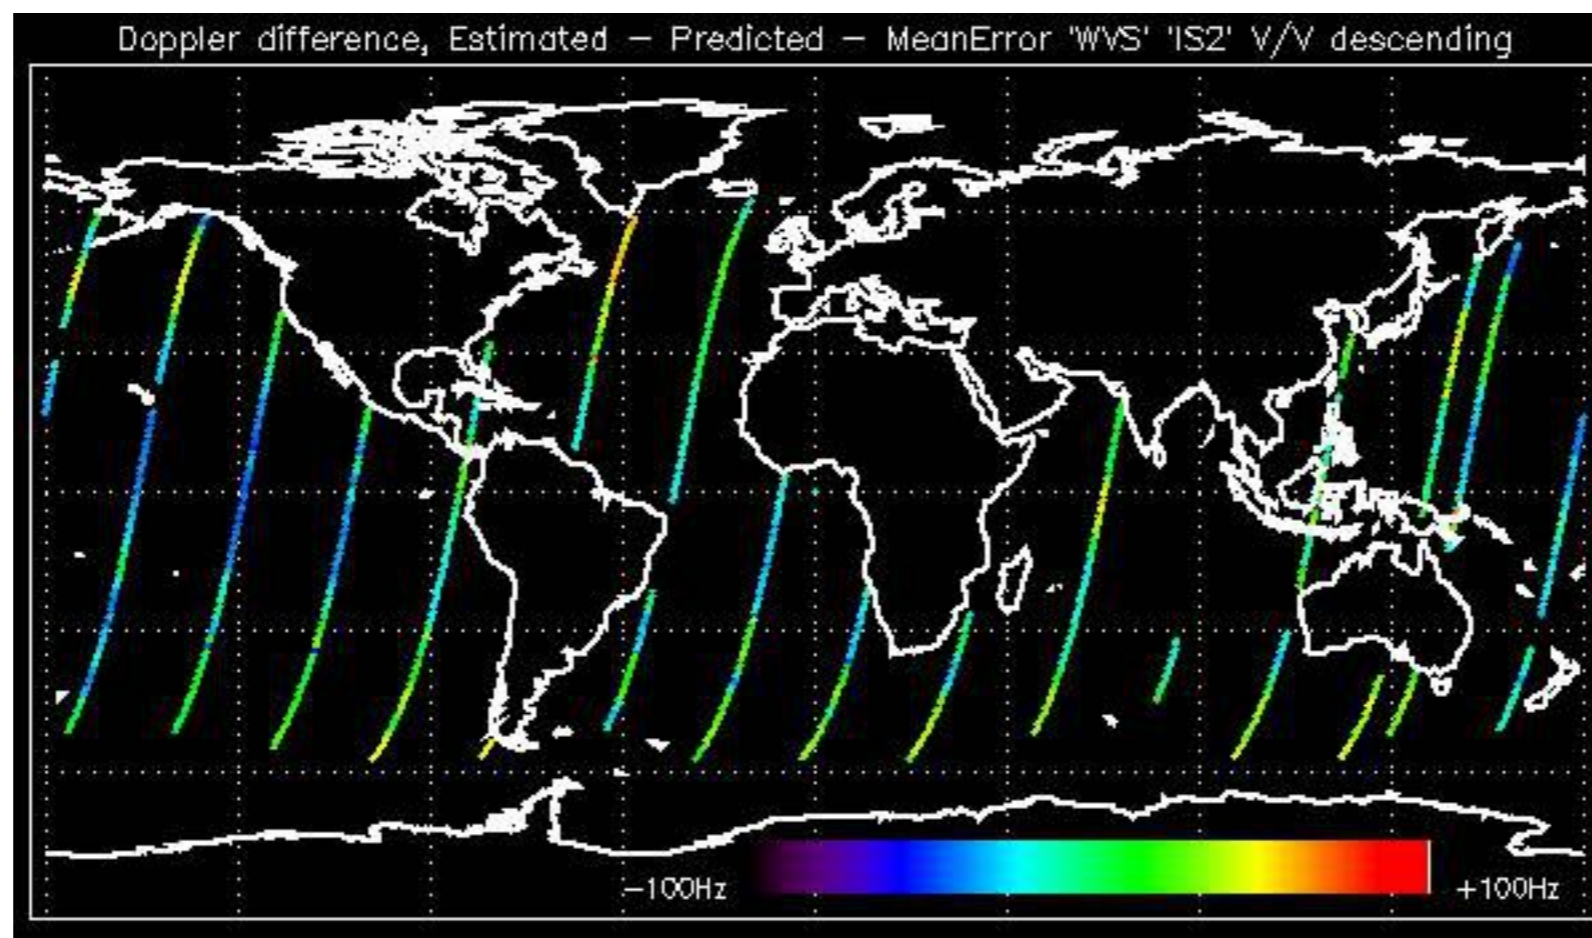 Doppler difference, Estimated – Predicted – MeanError 'WVS' 'IS2' V/V descending
–100Hz +100Hz